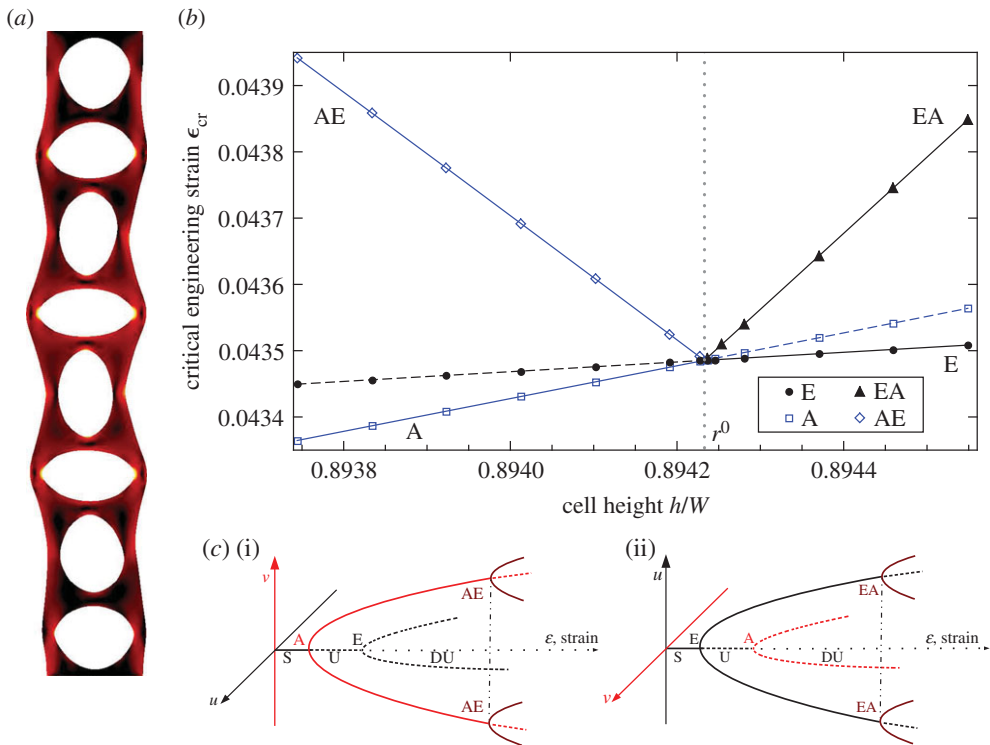 (a)
(b)
critical engineering strain ϵcr
0.0439
0.0438
0.0437
0.0436
0.0435
0.0434
AE
EA
A
E
E
EA
A
AE
r⁰
0.8938
0.8940
0.8942
0.8944
cell height h/W
(c) (i)
v
u
A
E
S
U
DU
AE
AE
ε, strain
(ii)
u
v
E
A
S
U
DU
EA
EA
ε, strain